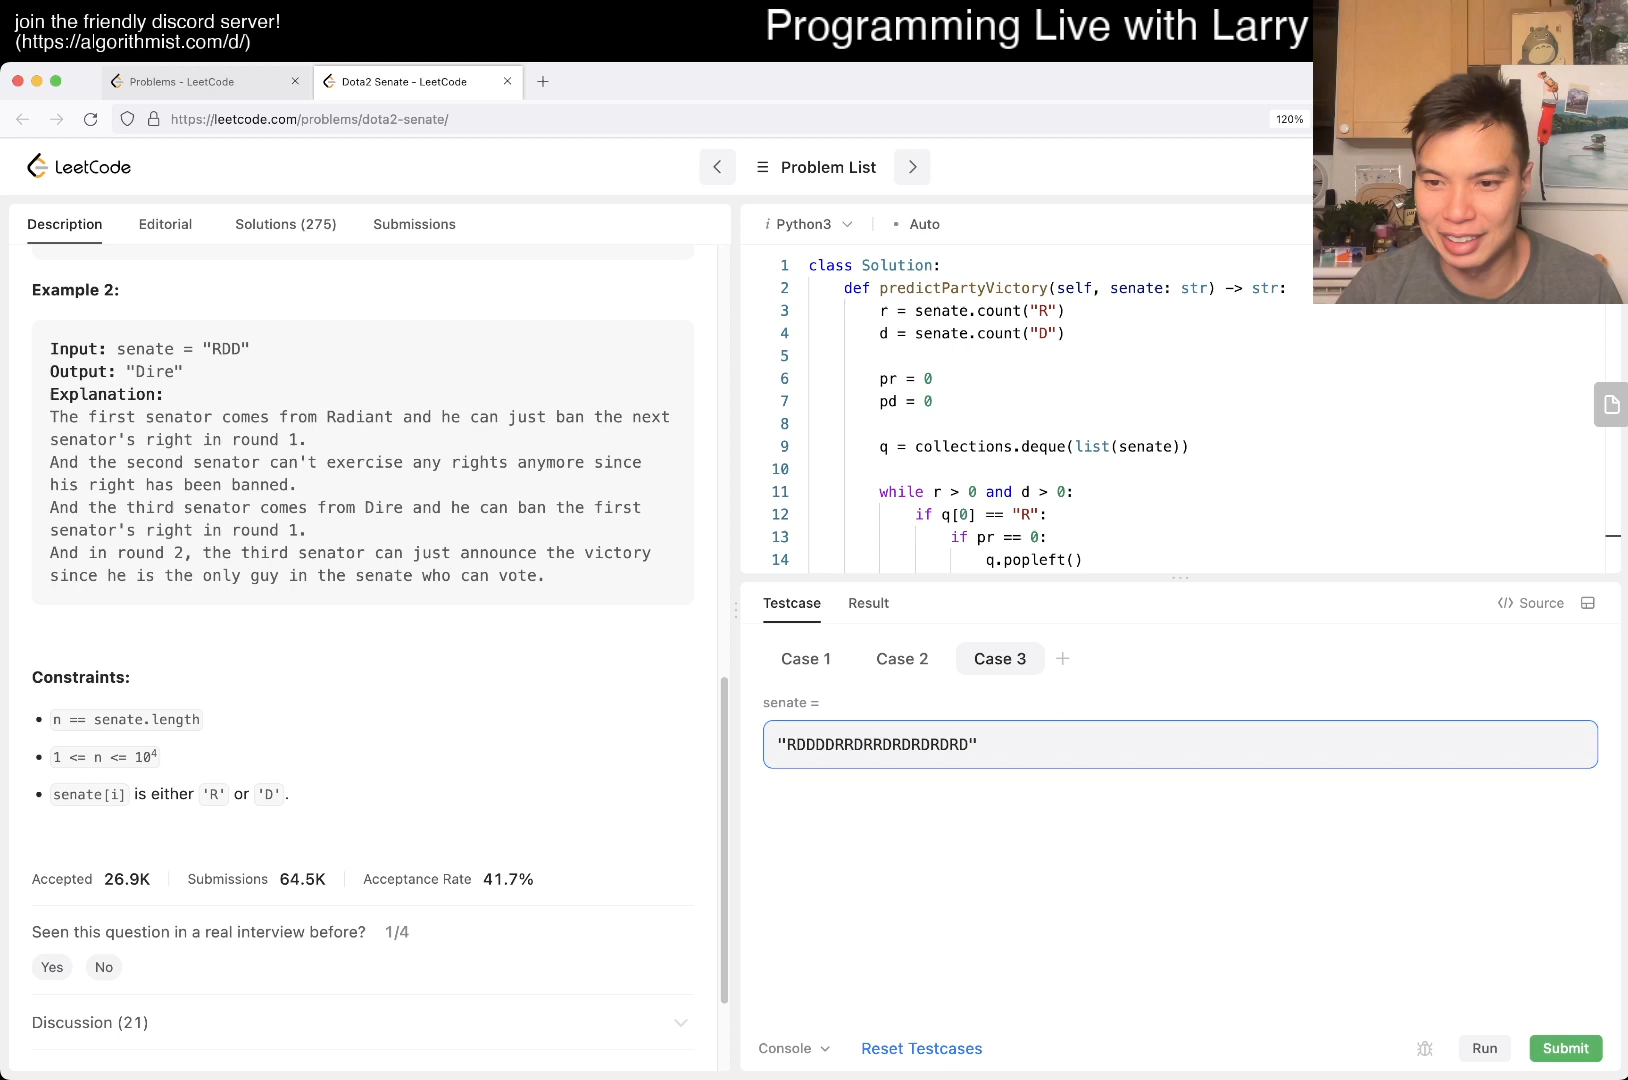 join the friendly discord server!
(https://algorithmist.com/d/)
Programming Live with Larry
Problems - LeetCode
Dota2 Senate - LeetCode
https://leetcode.com/problems/dota2-senate/
120%
LeetCode
Problem List
Description
Editorial
Solutions (275)
Submissions
Example 2:
Input: senate = "RDD"
Output: "Dire"
Explanation:
The first senator comes from Radiant and he can just ban the next
senator's right in round 1.
And the second senator can't exercise any rights anymore since
his right has been banned.
And the third senator comes from Dire and he can ban the first
senator's right in round 1.
And in round 2, the third senator can just announce the victory
since he is the only guy in the senate who can vote.
Constraints:
• n == senate.length
• 1 <= n <= 10⁴
• senate[i] is either 'R' or 'D'.
Accepted 26.9K Submissions 64.5K Acceptance Rate 41.7%
Seen this question in a real interview before? 1/4
Yes No
Discussion (21)
i Python3
• Auto
1 class Solution:
2 def predictPartyVictory(self, senate: str) -> str:
3 r = senate.count("R")
4 d = senate.count("D")
5
6 pr = 0
7 pd = 0
8
9 q = collections.deque(list(senate))
10
11 while r > 0 and d > 0:
12 if q[0] == "R":
13 if pr == 0:
14 q.popleft()
Testcase
Result
</> Source
Case 1
Case 2
Case 3
+
senate =
"RDDDDRRDRRDRDRDRDRD"
Console
Reset Testcases
Run
Submit